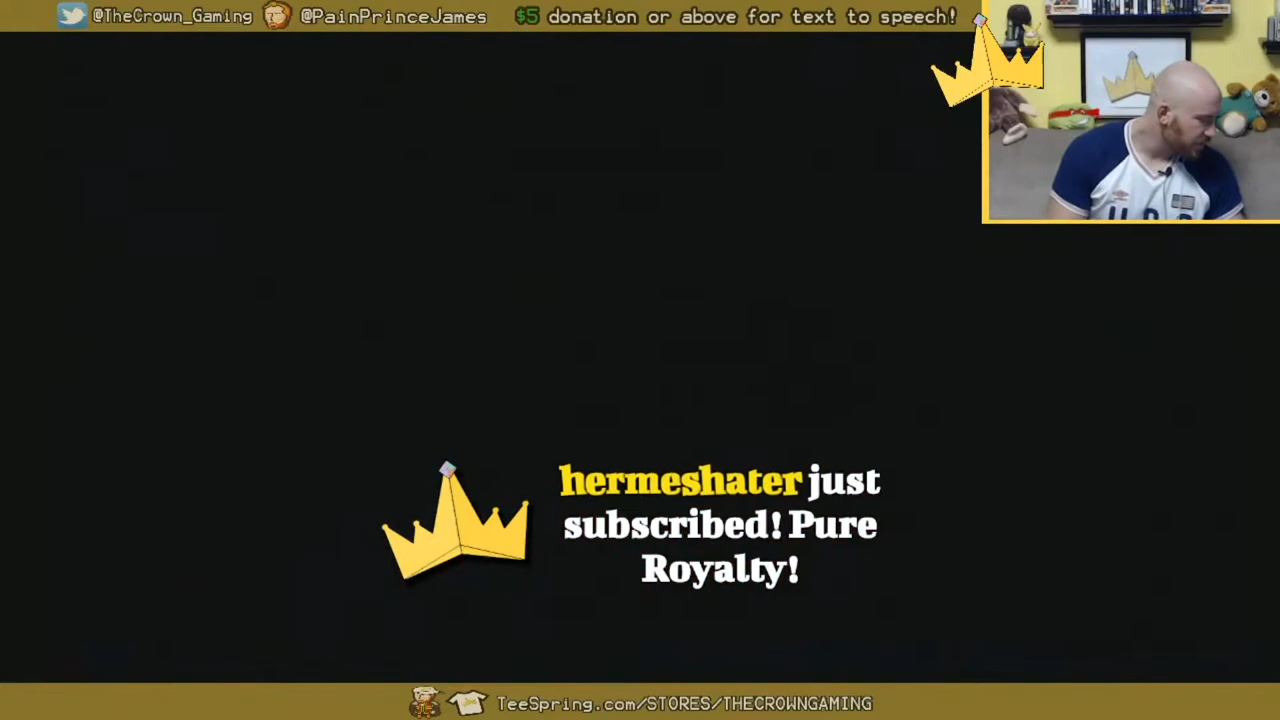 @TheCrown_Gaming @PainPrinceJames $5 donation or above for text to speech!
hermeshater just
subscribed! Pure
Royalty!
TeeSpring.com/STORES/THECROWNGAMING